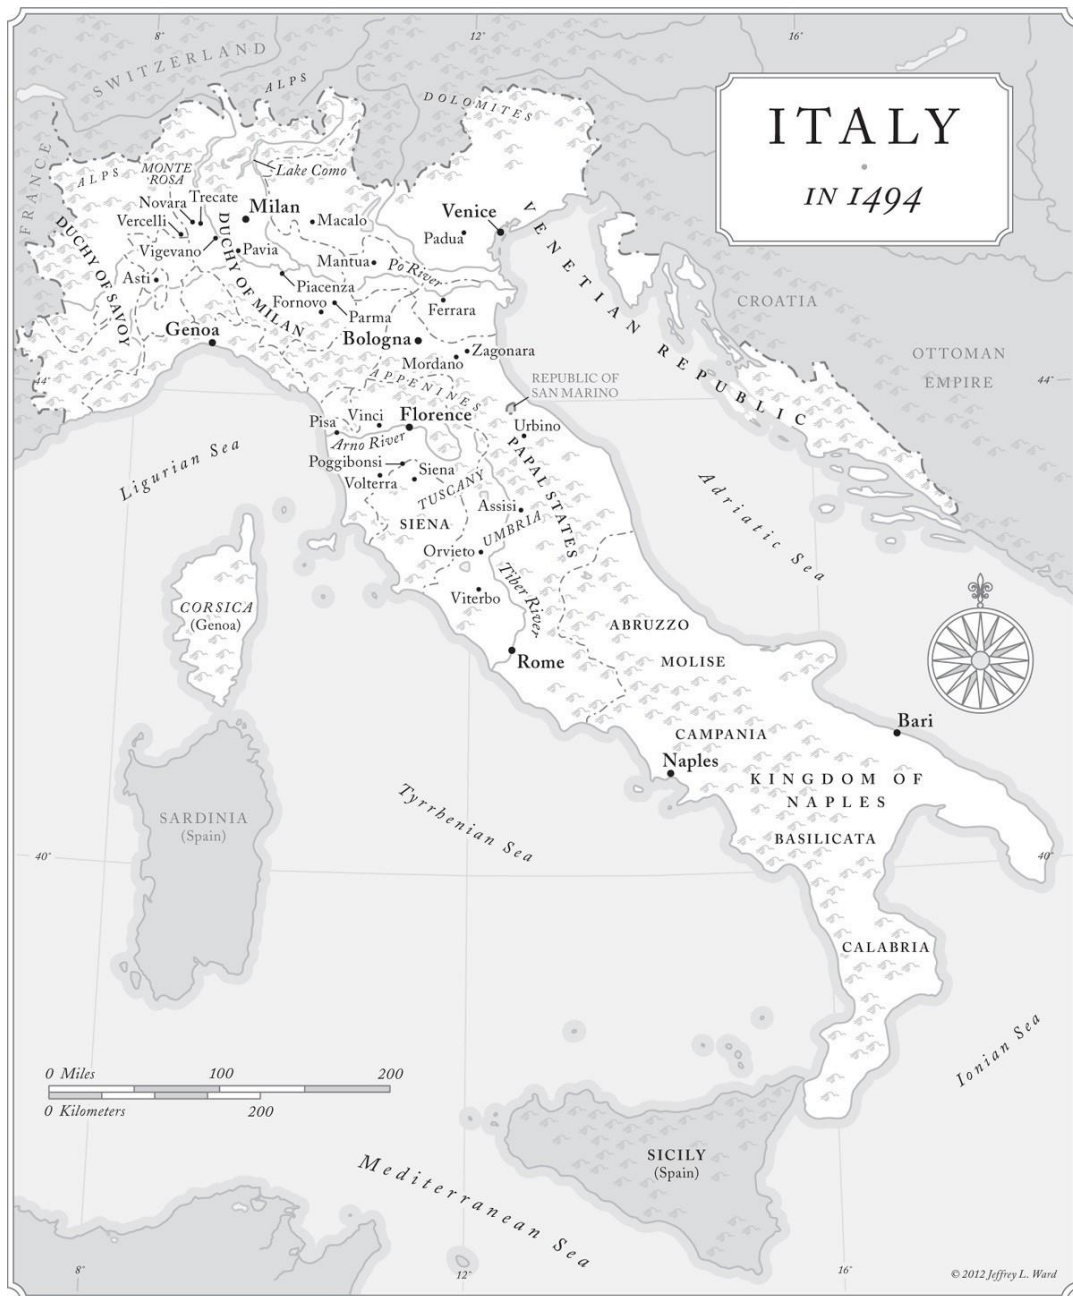 8°
12°
16°
SWITZERLAND
ALPS
DOLOMITES
ITALY
IN 1494
FRANCE
ALPS
MONTE
ROSA
Lake Como
Novara
Trecate
Milan
Macalo
Vercelli
Vigevano
Pavia
Venice
Padua
Mantua
Po River
Asti
Piacenza
Fornovo
Parma
Ferrara
DUCHY OF SAVOY
DUCHY OF MILAN
VENETIAN REPUBLIC
CROATIA
OTTOMAN
EMPIRE
Genoa
Bologna
Zagonara
Mordano
APPENINES
REPUBLIC OF
SAN MARINO
44°
44°
Pisa
Vinci
Florence
Urbino
Arno River
Poggibonsi
Siena
Volterra
TUSCANY
PAPAL STATES
Ligurian Sea
Adriatic Sea
SIENA
Assisi
UMBRIA
Orvieto
Tiber River
Viterbo
CORSICA
(Genoa)
ABRUZZO
Rome
MOLISE
Bari
CAMPANIA
Naples
KINGDOM OF
NAPLES
BASILICATA
SARDINIA
(Spain)
Tyrrhenian Sea
40°
40°
CALABRIA
Ionian Sea
0 Miles 100 200
0 Kilometers 200
SICILY
(Spain)
Mediterranean Sea
8°
12°
16°
© 2012 Jeffrey L. Ward